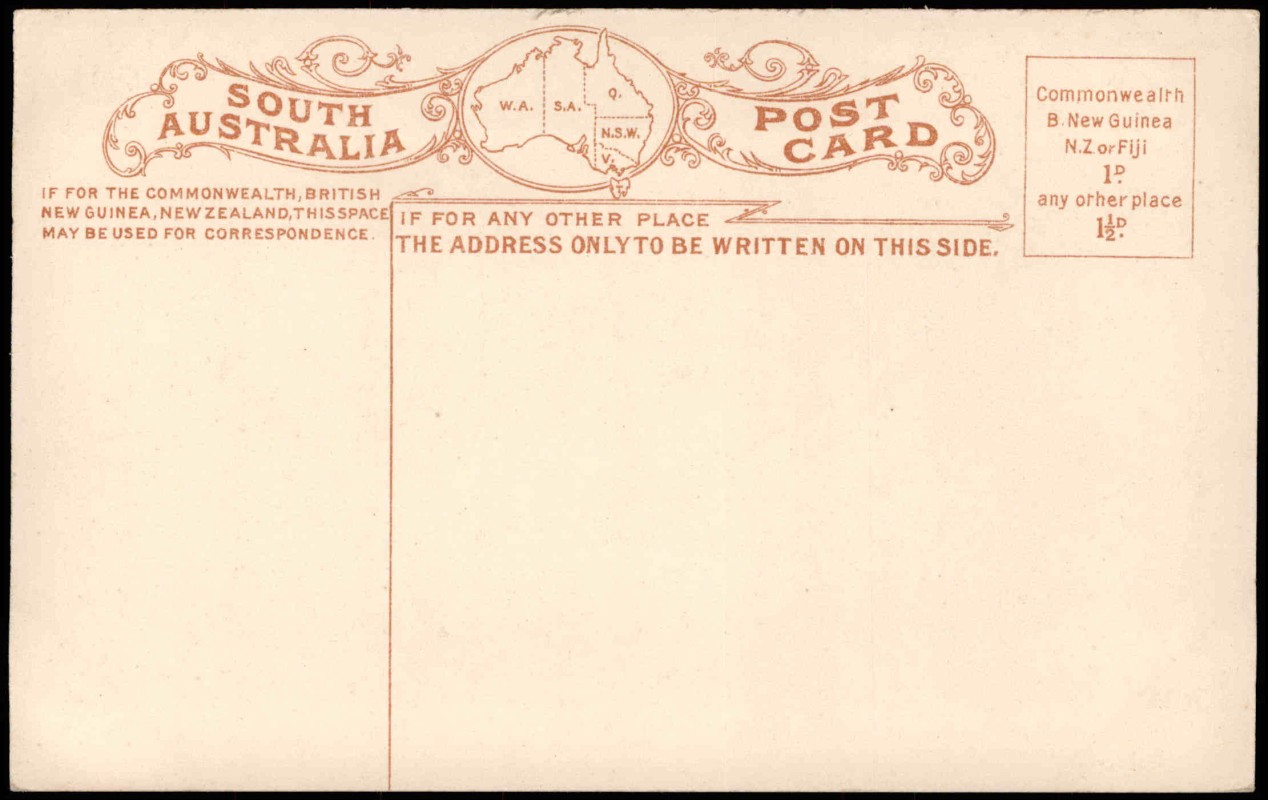 SOUTH
AUSTRALIA
W.A.
S.A.
Q.
N.S.W.
V.
T.
POST
CARD
Commonwealth
B. New Guinea
N.Z or Fiji
1D.
any other place
1½D.
IF FOR THE COMMONWEALTH, BRITISH
NEW GUINEA, NEW ZEALAND, THIS SPACE
MAY BE USED FOR CORRESPONDENCE.
IF FOR ANY OTHER PLACE
THE ADDRESS ONLY TO BE WRITTEN ON THIS SIDE.